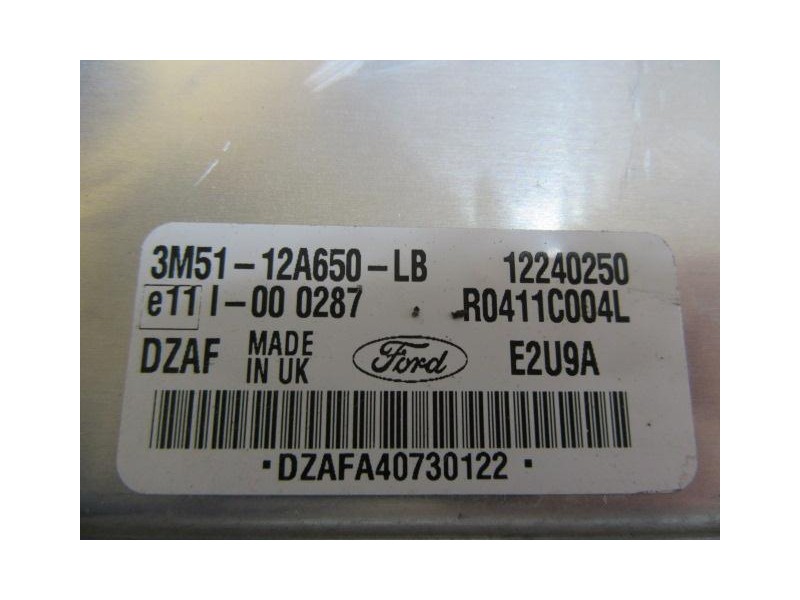 3M51-12A650-LB 12240250
e11 I-00 0287 R0411C004L
DZAF MADE IN UK Ford E2U9A
·DZAFA40730122·